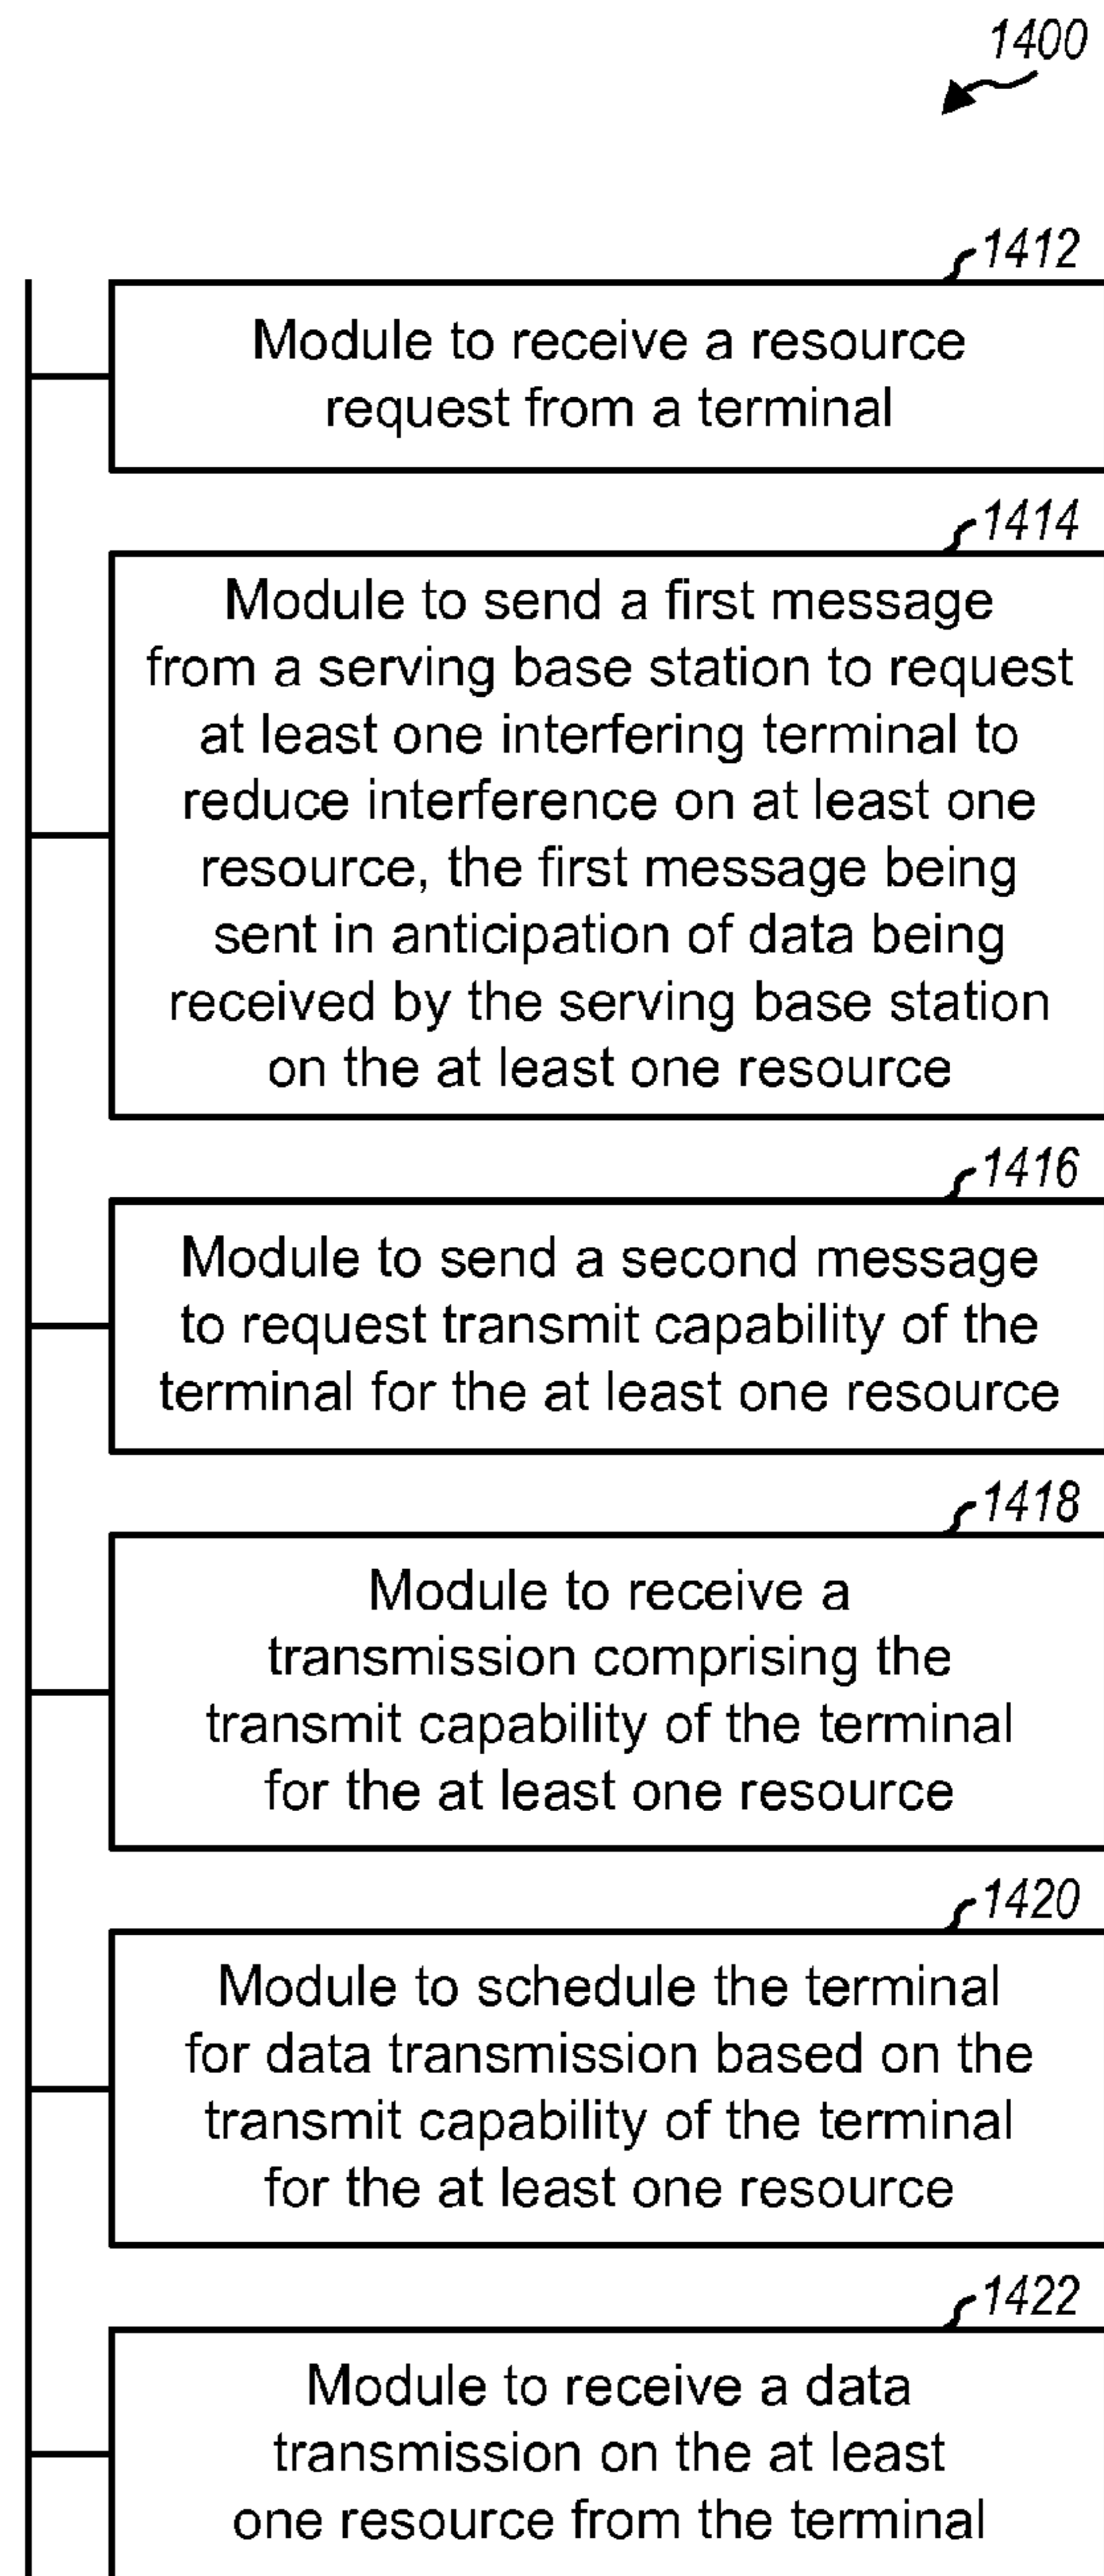 1400
1412
Module to receive a resource
request from a terminal
1414
Module to send a first message
from a serving base station to request
at least one interfering terminal to
reduce interference on at least one
resource, the first message being
sent in anticipation of data being
received by the serving base station
on the at least one resource
1416
Module to send a second message
to request transmit capability of the
terminal for the at least one resource
1418
Module to receive a
transmission comprising the
transmit capability of the terminal
for the at least one resource
1420
Module to schedule the terminal
for data transmission based on the
transmit capability of the terminal
for the at least one resource
1422
Module to receive a data
transmission on the at least
one resource from the terminal